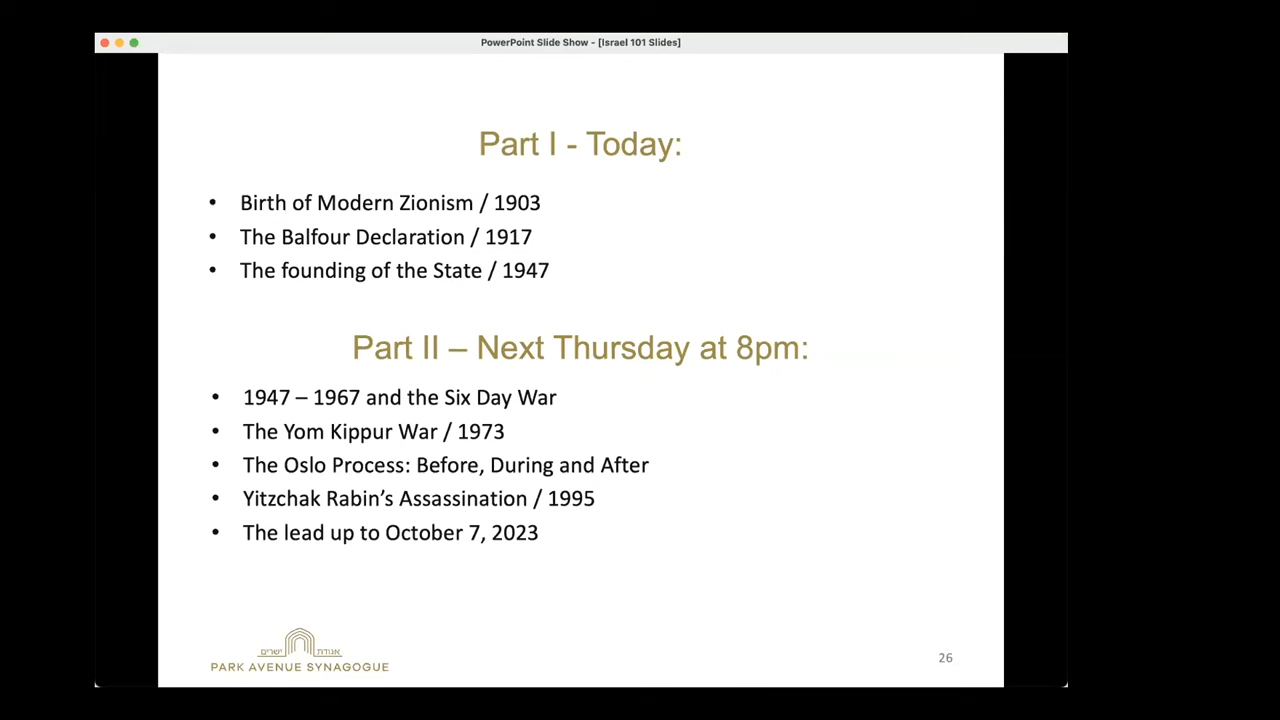 PowerPoint Slide Show - [Israel 101 Slides]
Part I - Today:
• Birth of Modern Zionism / 1903
• The Balfour Declaration / 1917
• The founding of the State / 1947
Part II – Next Thursday at 8pm:
• 1947 – 1967 and the Six Day War
• The Yom Kippur War / 1973
• The Oslo Process: Before, During and After
• Yitzchak Rabin’s Assassination / 1995
• The lead up to October 7, 2023
אגודת ישרים
PARK AVENUE SYNAGOGUE
26